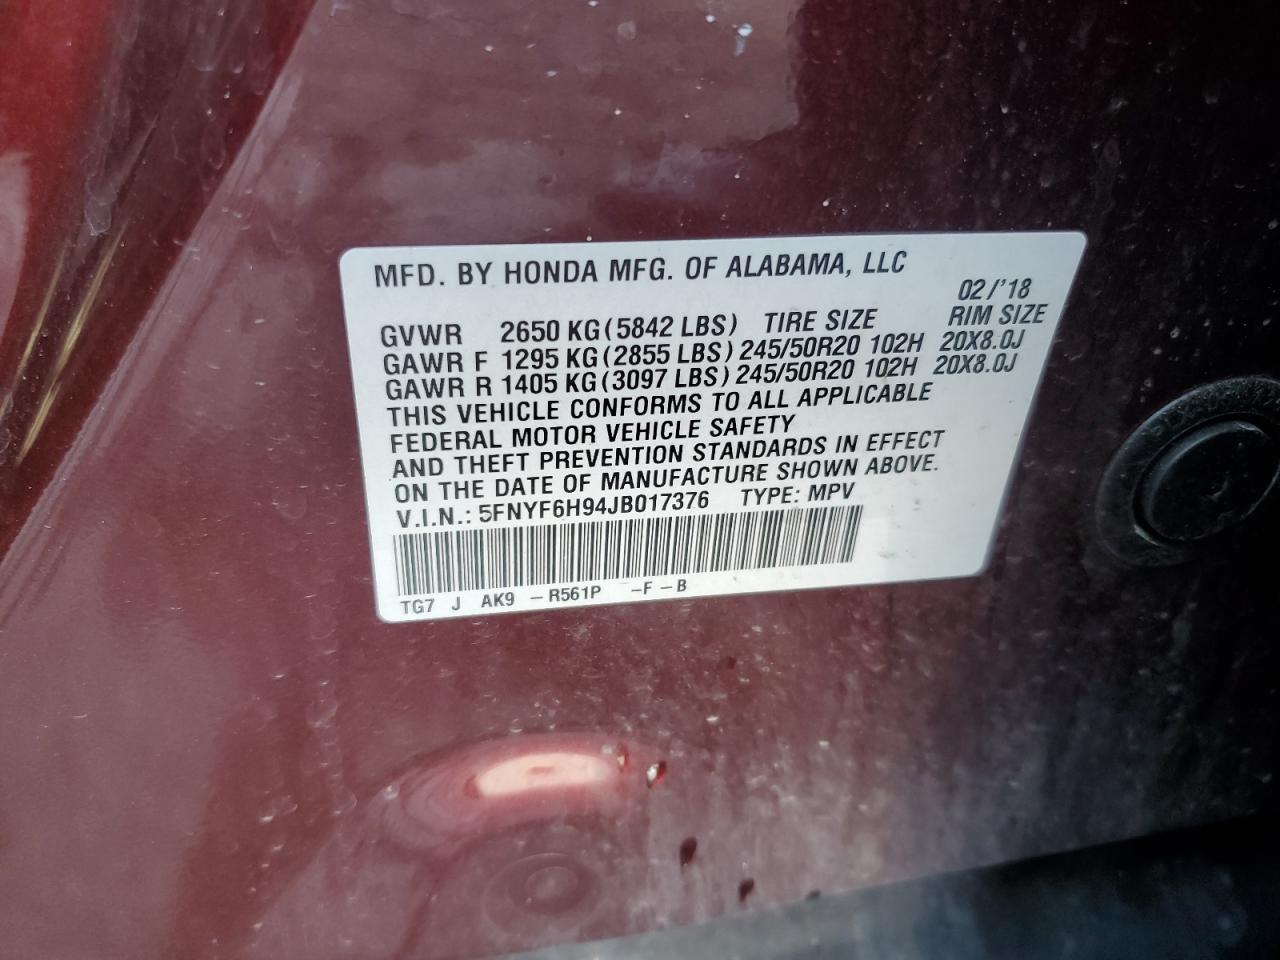 MFD. BY HONDA MFG. OF ALABAMA, LLC
02/'18
GVWR 2650 KG (5842 LBS) TIRE SIZE RIM SIZE
GAWR F 1295 KG (2855 LBS) 245/50R20 102H 20X8.0J
GAWR R 1405 KG (3097 LBS) 245/50R20 102H 20X8.0J
THIS VEHICLE CONFORMS TO ALL APPLICABLE
FEDERAL MOTOR VEHICLE SAFETY
AND THEFT PREVENTION STANDARDS IN EFFECT
ON THE DATE OF MANUFACTURE SHOWN ABOVE.
V.I.N.: 5FNYF6H94JB017376 TYPE: MPV
TG7 J AK9 -R561P -F-B